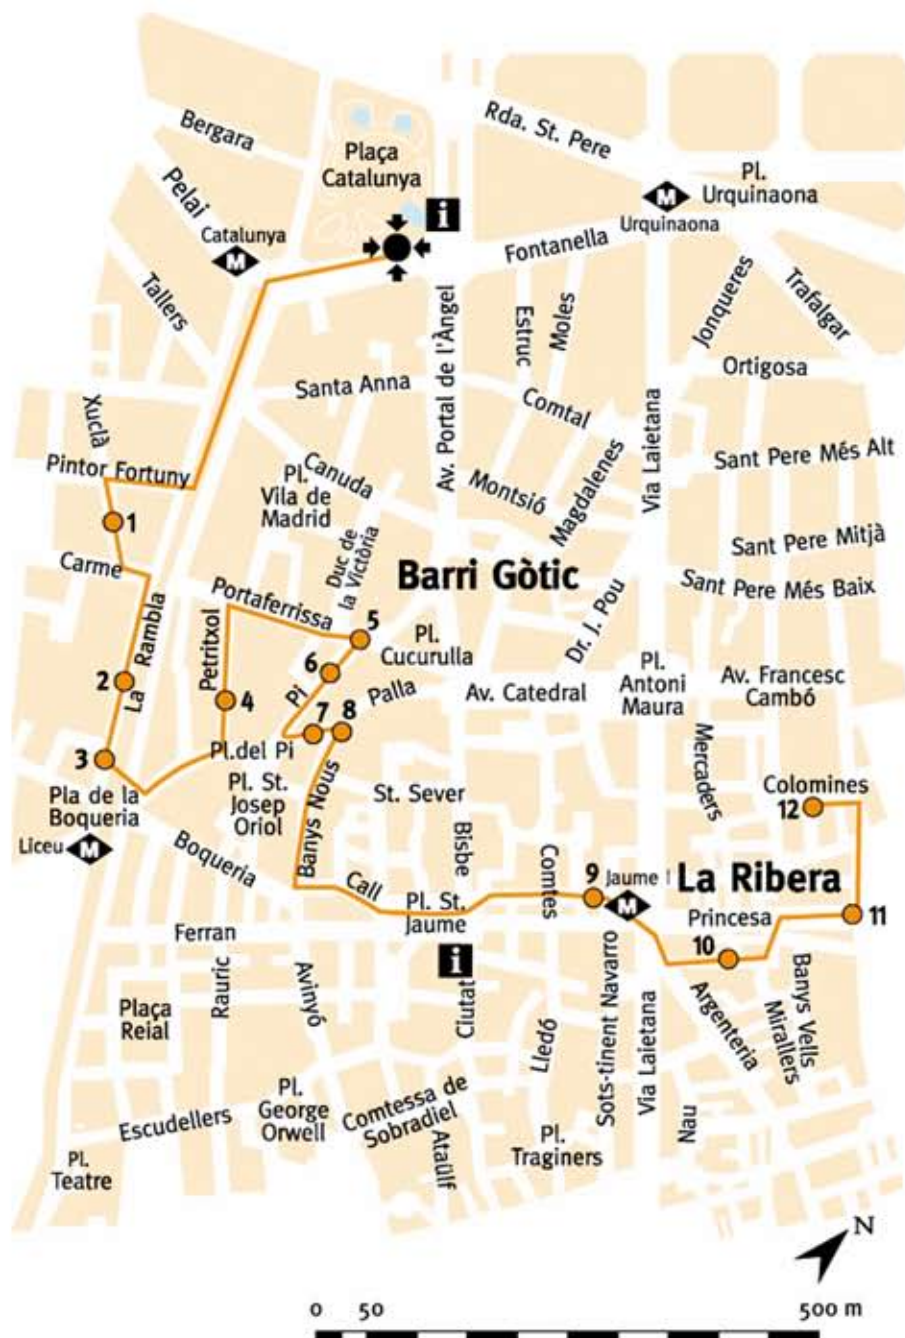 Bergara
Rda. St. Pere
Plaça
Catalunya
Pl.
Urquinaona
Pelai
M
Urquinaona
i
Catalunya
M
Fontanella
Tallers
Av. Portal de l'Àngel
Estruc
Moles
Jonqueres
Trafalgar
Ortigosa
Santa Anna
Comtal
Xuclà
Pintor Fortuny
Canuda
Pl.
Vila de
Madrid
Montsió
Magdalenes
Via Laietana
Sant Pere Més Alt
1
Carme
Duc de
la Victòria
Barri Gòtic
Sant Pere Mitjà
Sant Pere Més Baix
Portaferrissa
5
Dr. J. Pou
La Rambla
Petritxol
Pl.
Cucurulla
2
6
Pi
4
Palla
Av. Catedral
Pl.
Antoni
Maura
Av. Francesc
Cambó
7
8
3
Pl.del Pi
Mercaders
Pla de la
Boqueria
Pl. St.
Josep
Oriol
Banys Nous
St. Sever
Colomines
12
Liceu
M
Boqueria
Bisbe
Call
Comtes
9
Jaume I
M
La Ribera
Pl. St.
Jaume
Princesa
11
Ferran
10
i
Rauric
Avinyó
Ciutat
Sots-tinent Navarro
Argenteria
Banys Vells
Mirallers
Plaça
Reial
Lledó
Via Laietana
Escudellers
Pl.
George
Orwell
Comtessa de
Sobradiel
Ataülf
Pl.
Traginers
Nau
Pl.
Teatre
N
0 50 500 m